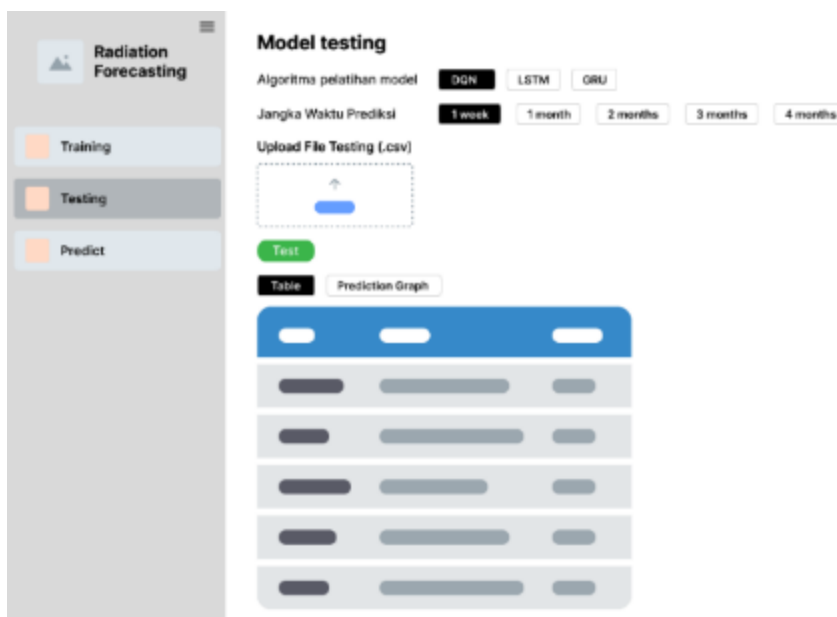 Radiation
Forecasting
Training
Testing
Predict
Model testing
Algoritma pelatihan model DQN LSTM GRU
Jangka Waktu Prediksi 1 week 1 month 2 months 3 months 4 months
Upload File Testing (.csv)
Test
Table Prediction Graph